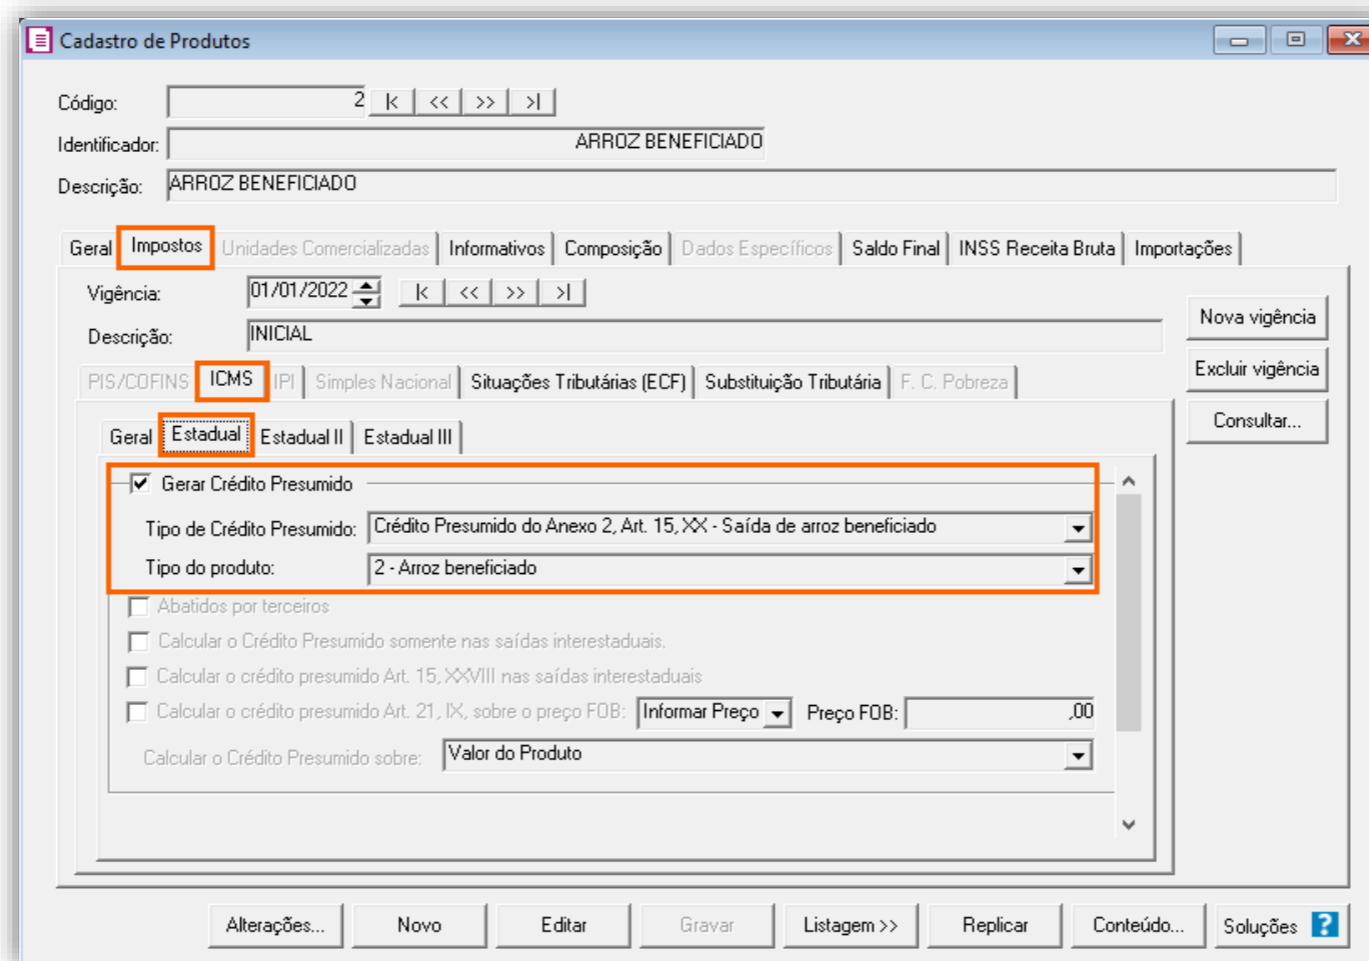 Cadastro de Produtos
Código: 2 |< << >> >|
Identificador: ARROZ BENEFICIADO
Descrição: ARROZ BENEFICIADO
Geral Impostos Unidades Comercializadas Informativos Composição Dados Específicos Saldo Final INSS Receita Bruta Importações
Vigência: 01/01/2022 |< << >> >|
Nova vigência
Descrição: INICIAL
Excluir vigência
PIS/COFINS ICMS IPI Simples Nacional Situações Tributárias (ECF) Substituição Tributária F. C. Pobreza
Consultar...
Geral Estadual Estadual II Estadual III
Gerar Crédito Presumido
Tipo de Crédito Presumido: Crédito Presumido do Anexo 2, Art. 15, XX - Saída de arroz beneficiado
Tipo do produto: 2 - Arroz beneficiado
Abatidos por terceiros
Calcular o Crédito Presumido somente nas saídas interestaduais.
Calcular o crédito presumido Art. 15, XXVIII nas saídas interestaduais
Calcular o crédito presumido Art. 21, IX, sobre o preço FOB: Informar Preço Preço FOB: ,00
Calcular o Crédito Presumido sobre: Valor do Produto
Alterações... Novo Editar Gravar Listagem >> Replicar Conteúdo... Soluções ?